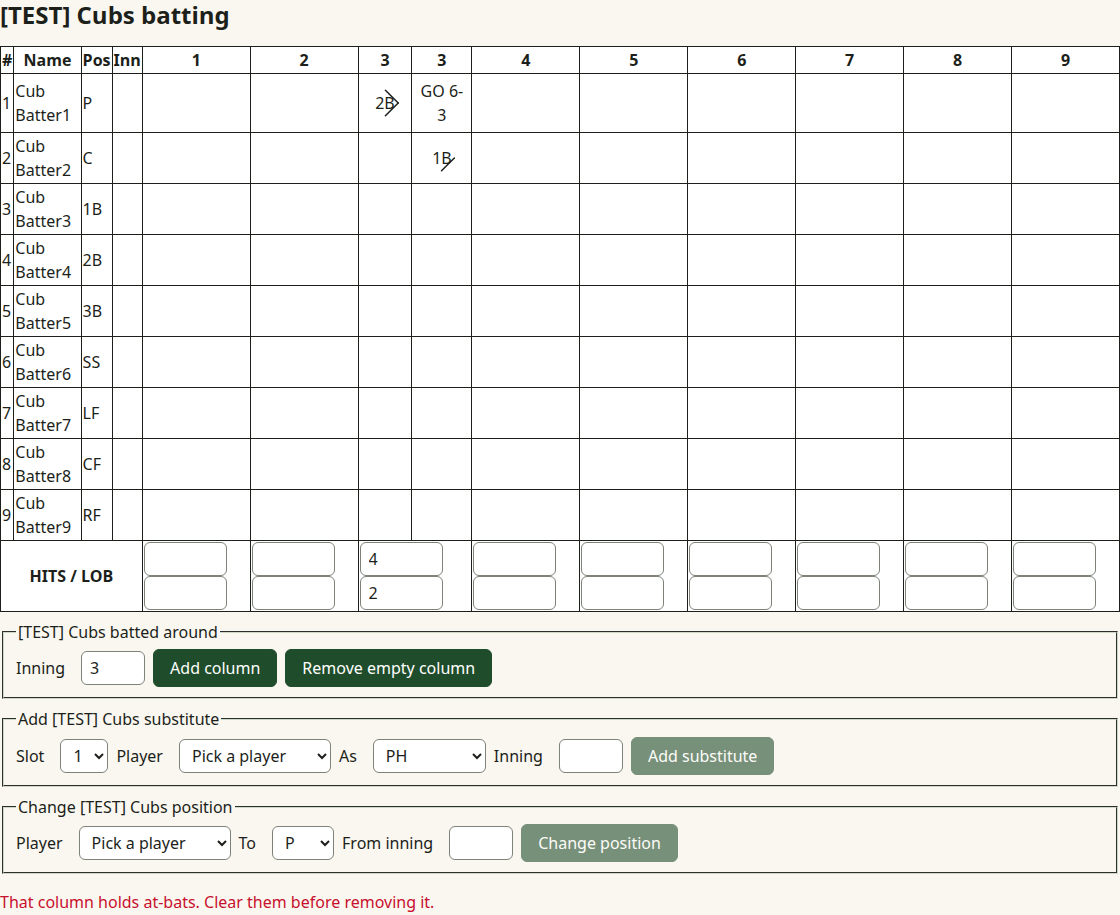 [TEST] Cubs batting
# Name Pos Inn 1 2 3 3 4 5 6 7 8 9
1 Cub Batter1 P 2B GO 6-3
2 Cub Batter2 C 1B
3 Cub Batter3 1B
4 Cub Batter4 2B
5 Cub Batter5 3B
6 Cub Batter6 SS
7 Cub Batter7 LF
8 Cub Batter8 CF
9 Cub Batter9 RF
HITS / LOB 4
2
[TEST] Cubs batted around
Inning 3 Add column Remove empty column
Add [TEST] Cubs substitute
Slot 1 Player Pick a player As PH Inning Add substitute
Change [TEST] Cubs position
Player Pick a player To P From inning Change position
That column holds at-bats. Clear them before removing it.